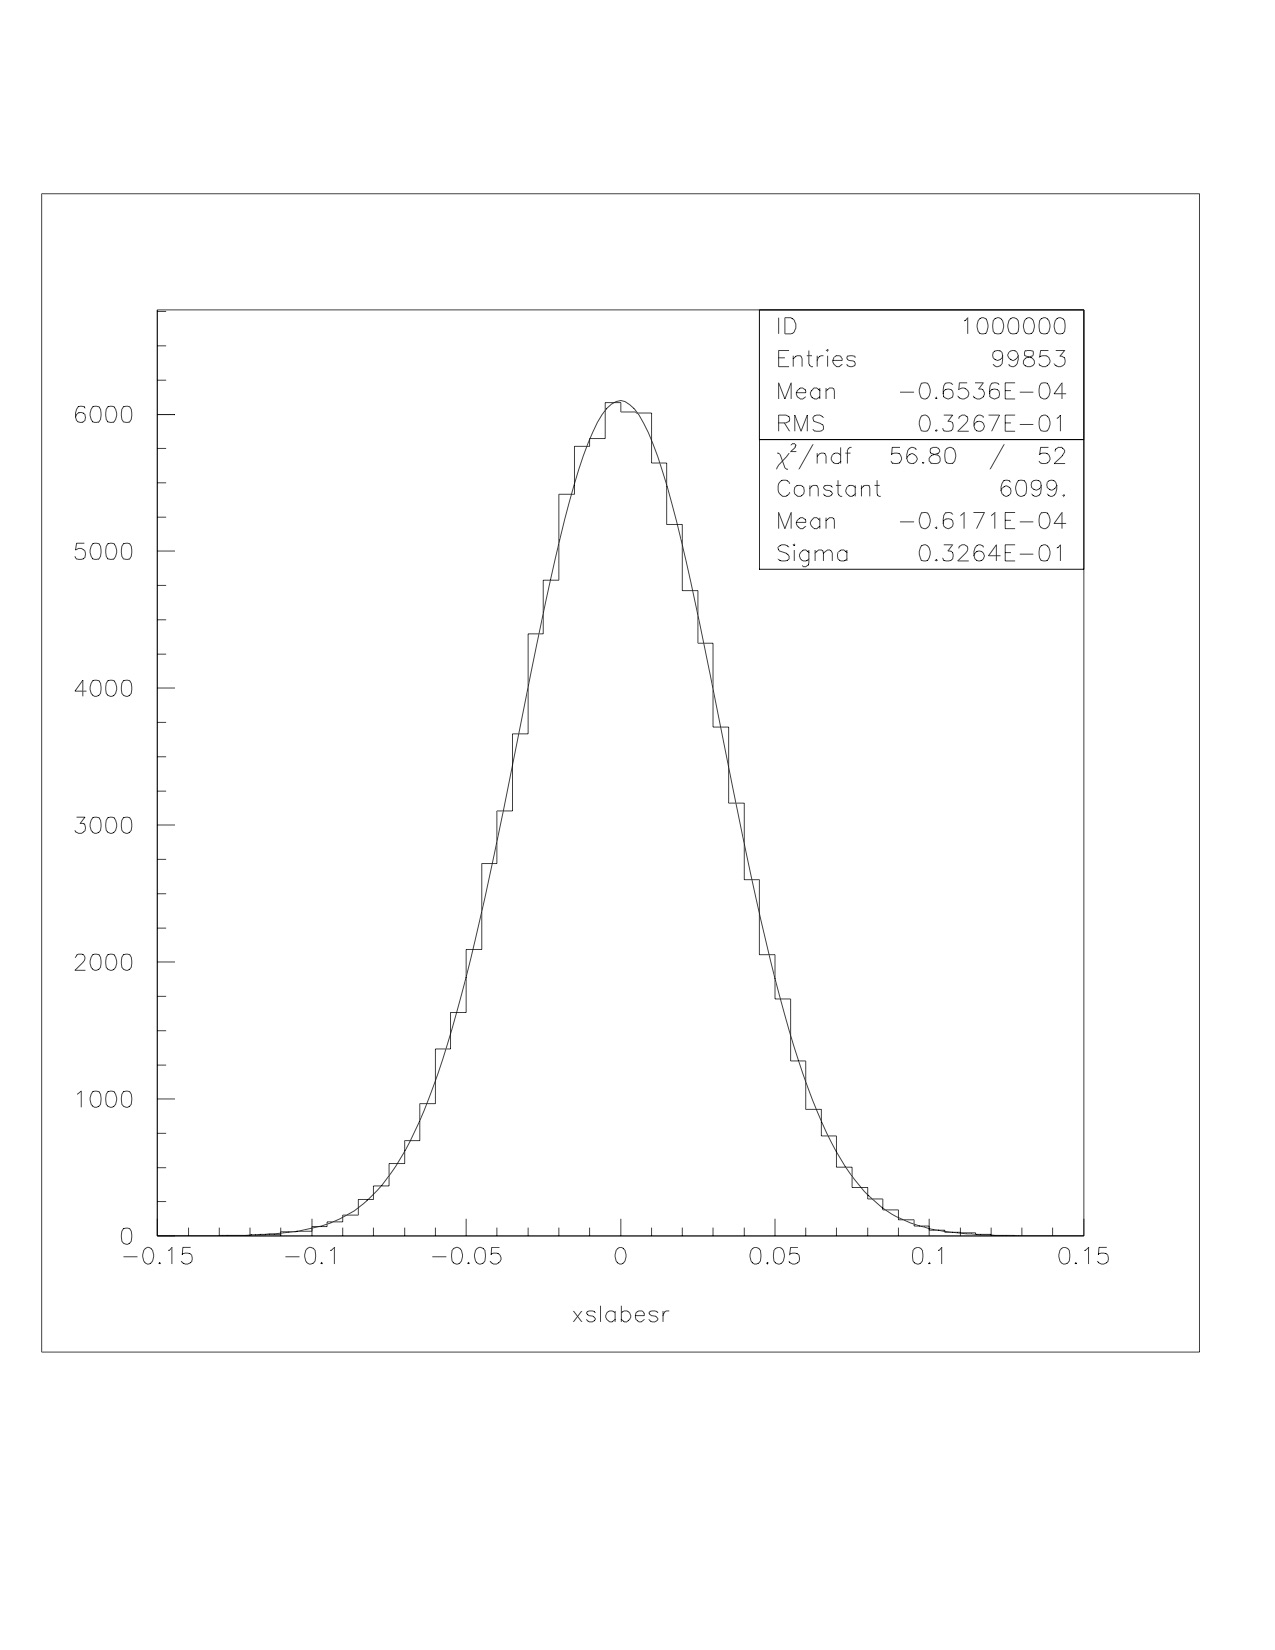 ID 1000000
Entries 99853
Mean −0.6536E−04
RMS 0.3267E−01
χ²/ndf 56.80 / 52
Constant 6099.
Mean −0.6171E−04
Sigma 0.3264E−01
6000
5000
4000
3000
2000
1000
0
−0.15 −0.1 −0.05 0 0.05 0.1 0.15
xslabesr